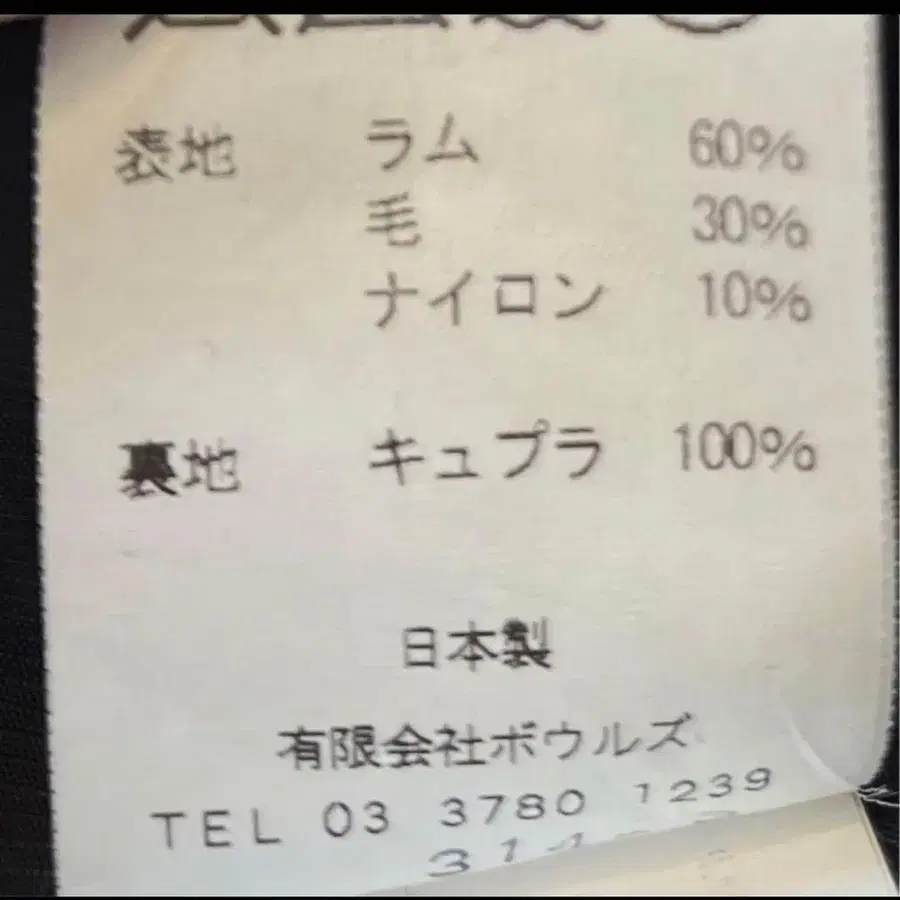 表地 ラム 60%
毛 30%
ナイロン 10%
裏地 キュプラ 100%
日本製
有限会社ボウルズ
TEL 03 3780 1239